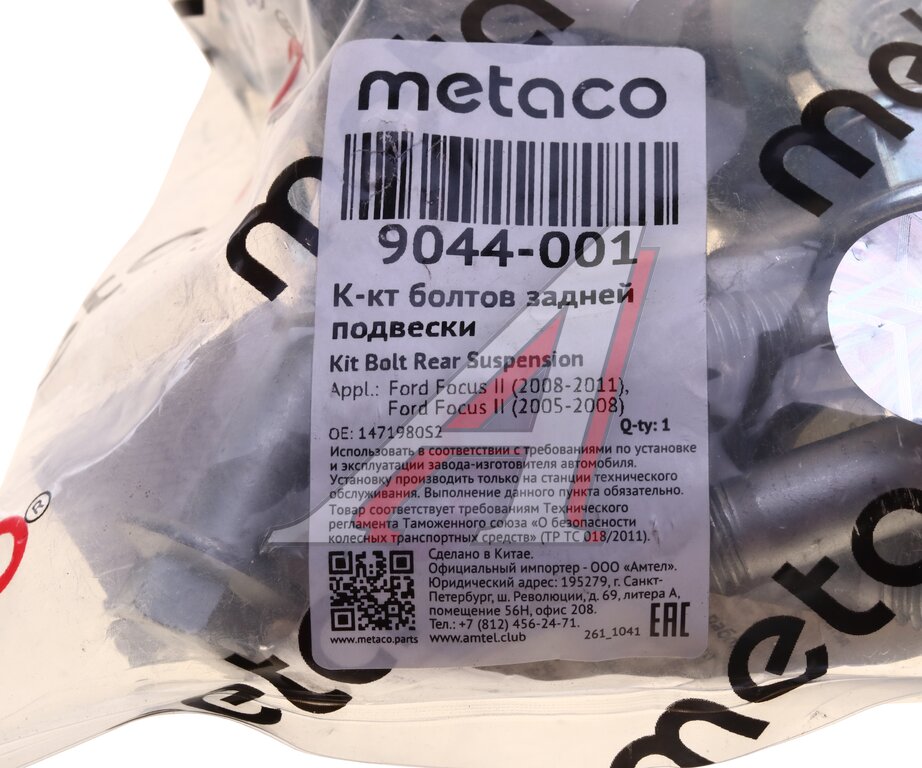 metaco
9044-001
К-кт болтов задней
подвески
Kit Bolt Rear Suspension
Appl.: Ford Focus II (2008-2011),
Ford Focus II (2005-2008)
OE: 1471980S2 Q-ty: 1
Использовать в соответствии с требованиями по установке
и эксплуатации завода-изготовителя автомобиля.
Установку производить только на станции технического
обслуживания. Выполнение данного пункта обязательно.
Товар соответствует требованиям Технического
регламента Таможенного союза «О безопасности
колесных транспортных средств» (ТР ТС 018/2011).
Сделано в Китае.
Официальный импортер - ООО «Амтел».
Юридический адрес: 195279, г. Санкт-
Петербург, ш. Революции, д. 69, литера А,
помещение 56Н, офис 208.
Тел.: +7 (812) 456-24-71.
www.metaco.parts www.amtel.club 261_1041 EAC
metaco